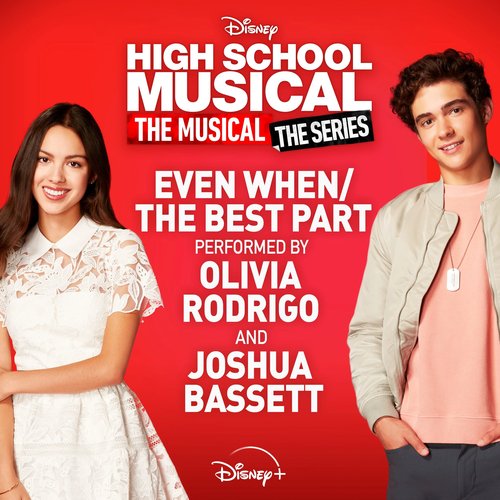 Disney
HIGH SCHOOL
MUSICAL
THE MUSICAL THE SERIES
EVEN WHEN/
THE BEST PART
PERFORMED BY
OLIVIA
RODRIGO
AND
JOSHUA
BASSETT
Disney+